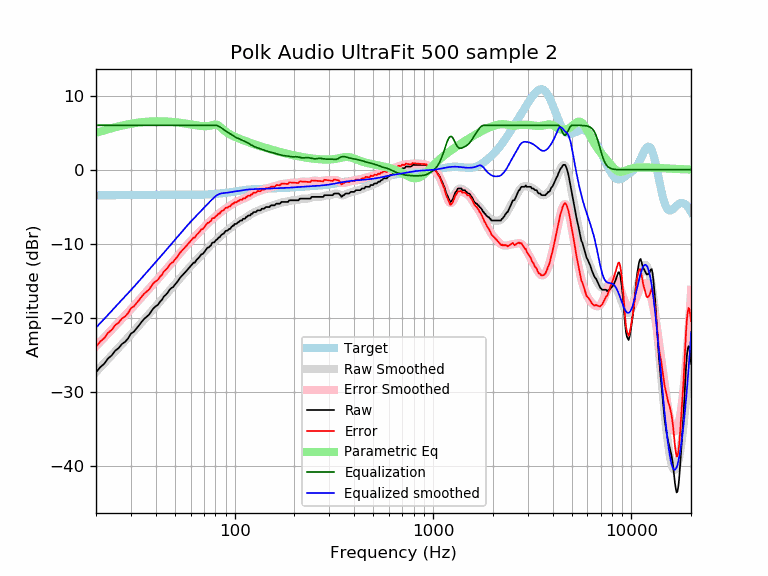 Polk Audio UltraFit 500 sample 2
10
0
−10
−20
−30
−40
Amplitude (dBr)
Target
Raw Smoothed
Error Smoothed
Raw
Error
Parametric Eq
Equalization
Equalized smoothed
100
1000
10000
Frequency (Hz)